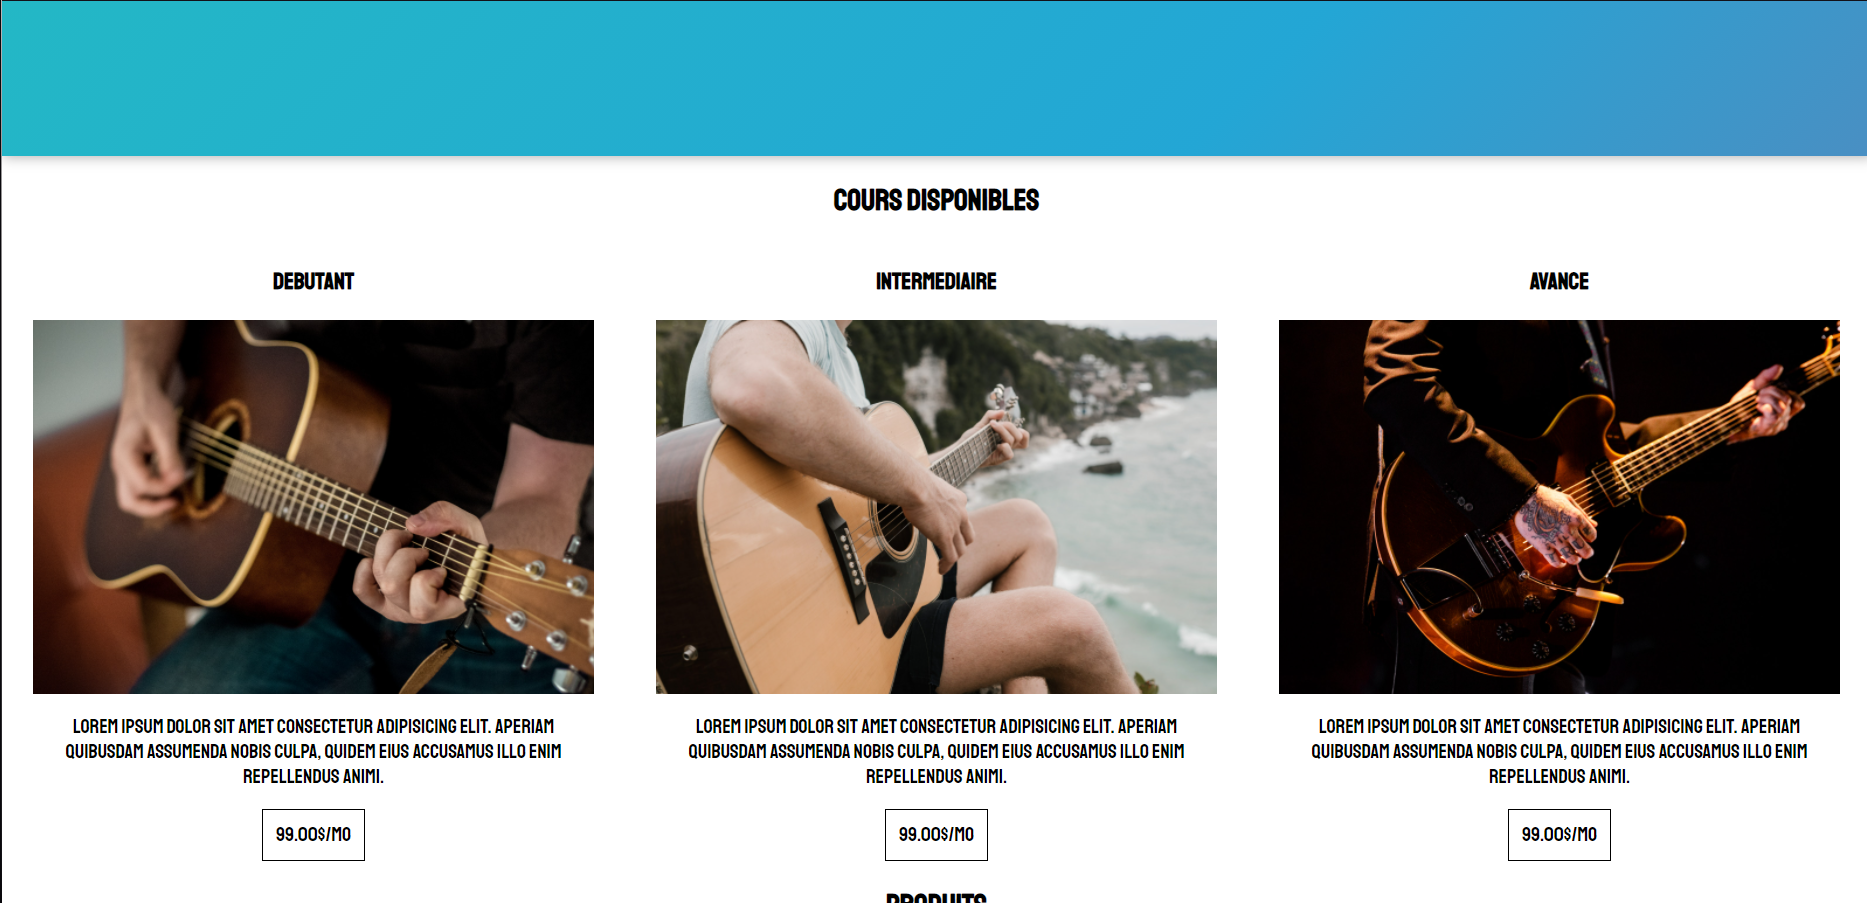 COURS DISPONIBLES
DEBUTANT
INTERMEDIAIRE
AVANCE
LOREM IPSUM DOLOR SIT AMET CONSECTETUR ADIPISICING ELIT. APERIAM
QUIBUSDAM ASSUMENDA NOBIS CULPA, QUIDEM EIUS ACCUSAMUS ILLO ENIM
REPELLENDUS ANIMI.
LOREM IPSUM DOLOR SIT AMET CONSECTETUR ADIPISICING ELIT. APERIAM
QUIBUSDAM ASSUMENDA NOBIS CULPA, QUIDEM EIUS ACCUSAMUS ILLO ENIM
REPELLENDUS ANIMI.
LOREM IPSUM DOLOR SIT AMET CONSECTETUR ADIPISICING ELIT. APERIAM
QUIBUSDAM ASSUMENDA NOBIS CULPA, QUIDEM EIUS ACCUSAMUS ILLO ENIM
REPELLENDUS ANIMI.
99.00$/MO
99.00$/MO
99.00$/MO
PRODUITS